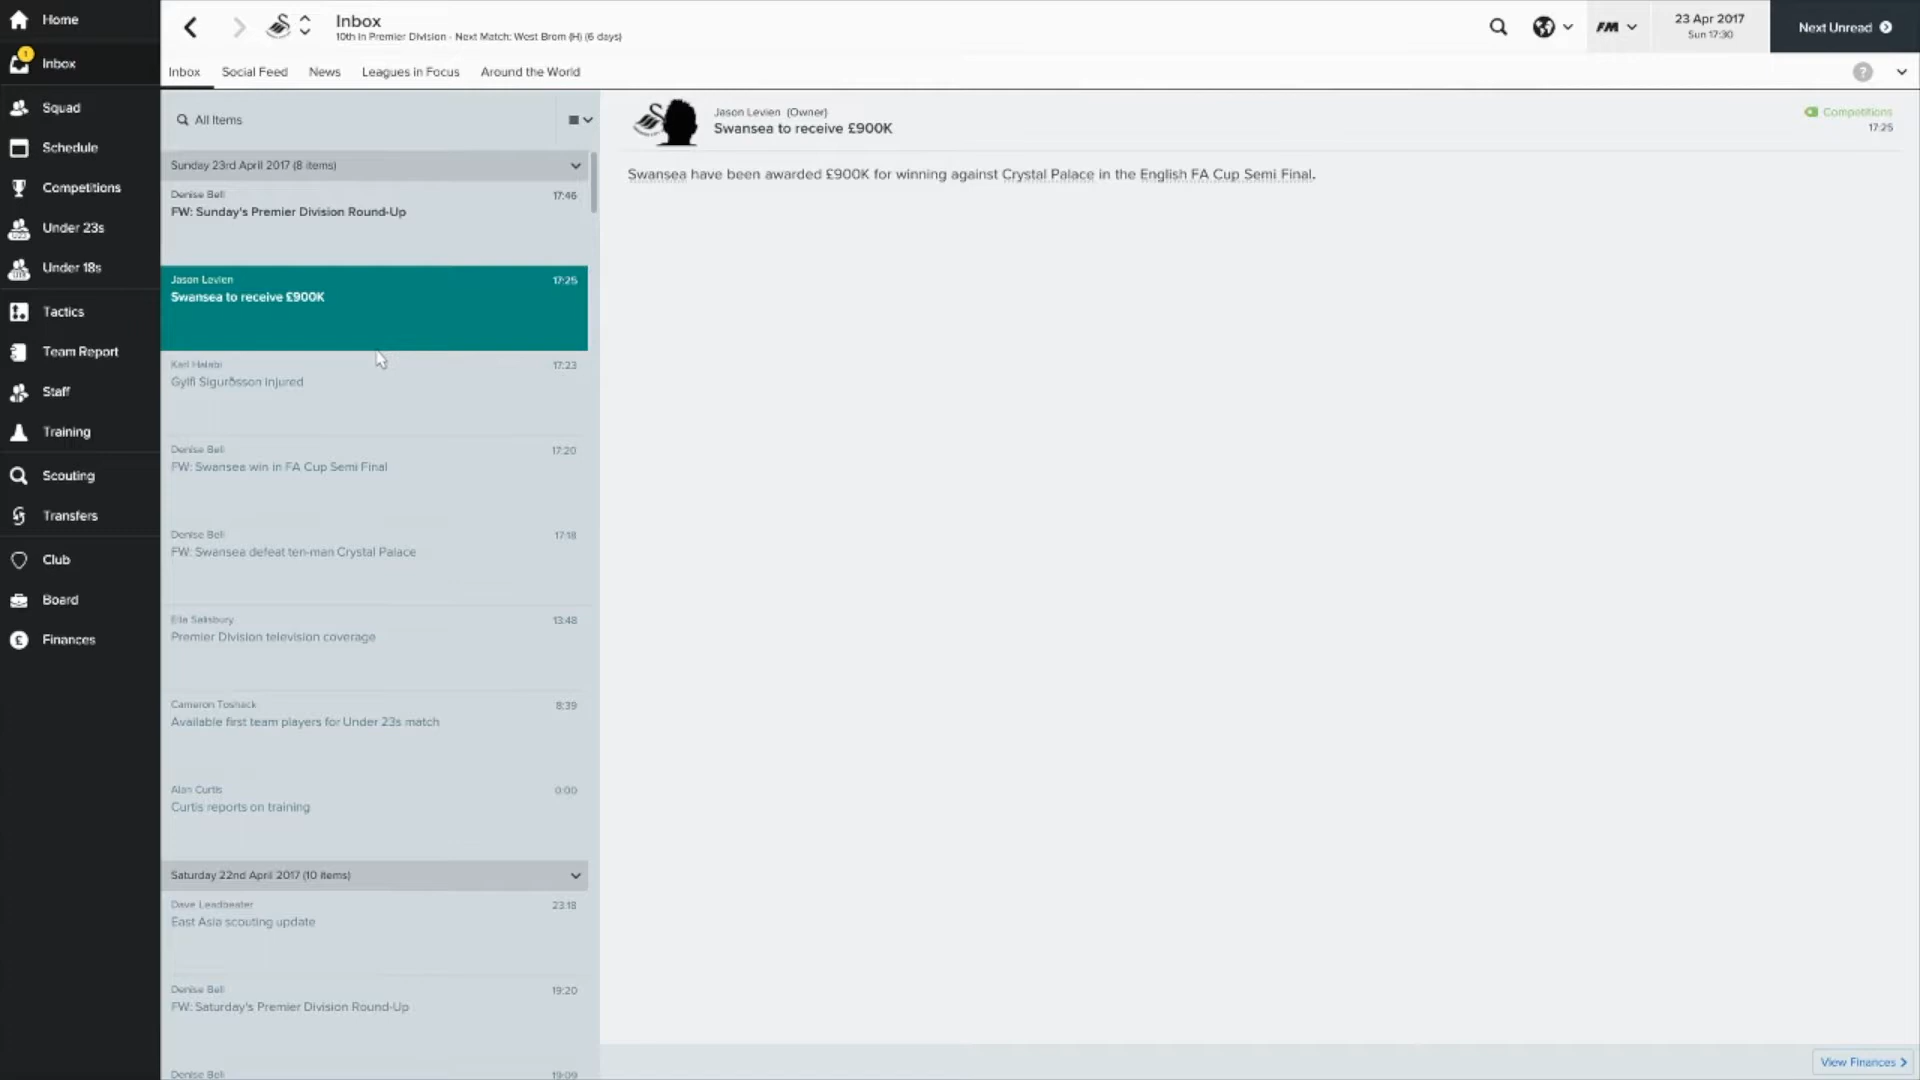 Home
1
Inbox
Squad
Schedule
Competitions
Under 23s
Under 18s
Tactics
Team Report
Staff
Training
Scouting
Transfers
Club
Board
Finances
Inbox
10th in Premier Division - Next Match: West Brom (H) (6 days)
FM
23 Apr 2017
Sun 17:30
Next Unread
Inbox Social Feed News Leagues in Focus Around the World
?
All Items
Sunday 23rd April 2017 (8 items)
Denise Bell 17:46
FW: Sunday's Premier Division Round-Up
Jason Levien 17:25
Swansea to receive £900K
Karl Halabi 17:23
Gylfi Sigurðsson injured
Denise Bell 17:20
FW: Swansea win in FA Cup Semi Final
Denise Bell 17:18
FW: Swansea defeat ten-man Crystal Palace
Ella Salisbury 13:48
Premier Division television coverage
Cameron Toshack 8:39
Available first team players for Under 23s match
Alan Curtis 0:00
Curtis reports on training
Saturday 22nd April 2017 (10 items)
Dave Leadbeater 23:18
East Asia scouting update
Denise Bell 19:20
FW: Saturday's Premier Division Round-Up
Denise Bell 19:09
Jason Levien (Owner)
Swansea to receive £900K
Competitions
17:25
Swansea have been awarded £900K for winning against Crystal Palace in the English FA Cup Semi Final.
View Finances